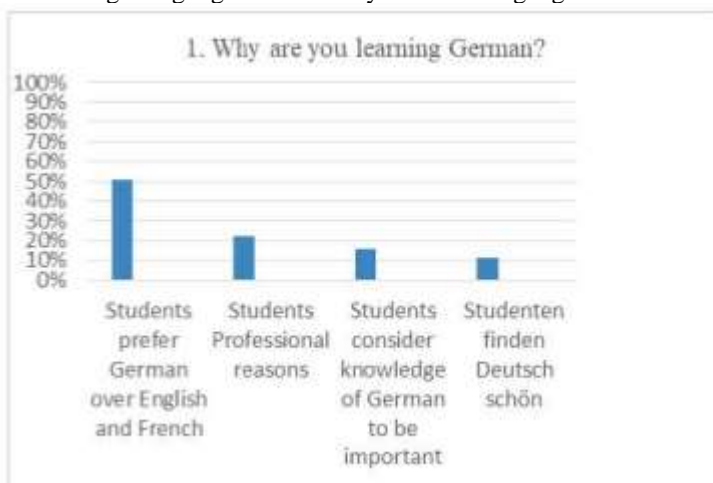 1. Why are you learning German?
100%
90%
80%
70%
60%
50%
40%
30%
20%
10%
0%
Students
prefer
German
over English
and French
Students
Professional
reasons
Students
consider
knowledge
of German
to be
important
Studenten
finden
Deutsch
schön